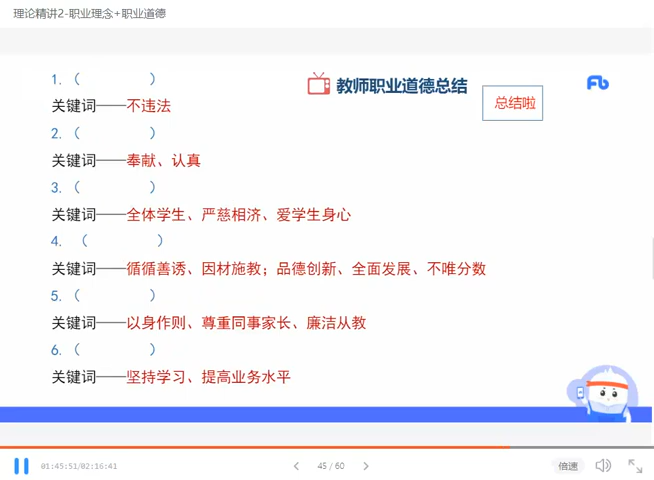 理论精讲2-职业理念+职业道德
教师职业道德总结
总结啦
Fb
1.（ ）
关键词——不违法
2.（ ）
关键词——奉献、认真
3.（ ）
关键词——全体学生、严慈相济、爱学生身心
4. （ ）
关键词——循循善诱、因材施教；品德创新、全面发展、不唯分数
5.（ ）
关键词——以身作则、尊重同事家长、廉洁从教
6.（ ）
关键词——坚持学习、提高业务水平
01:45:51/02:16:41
45 / 60
倍速